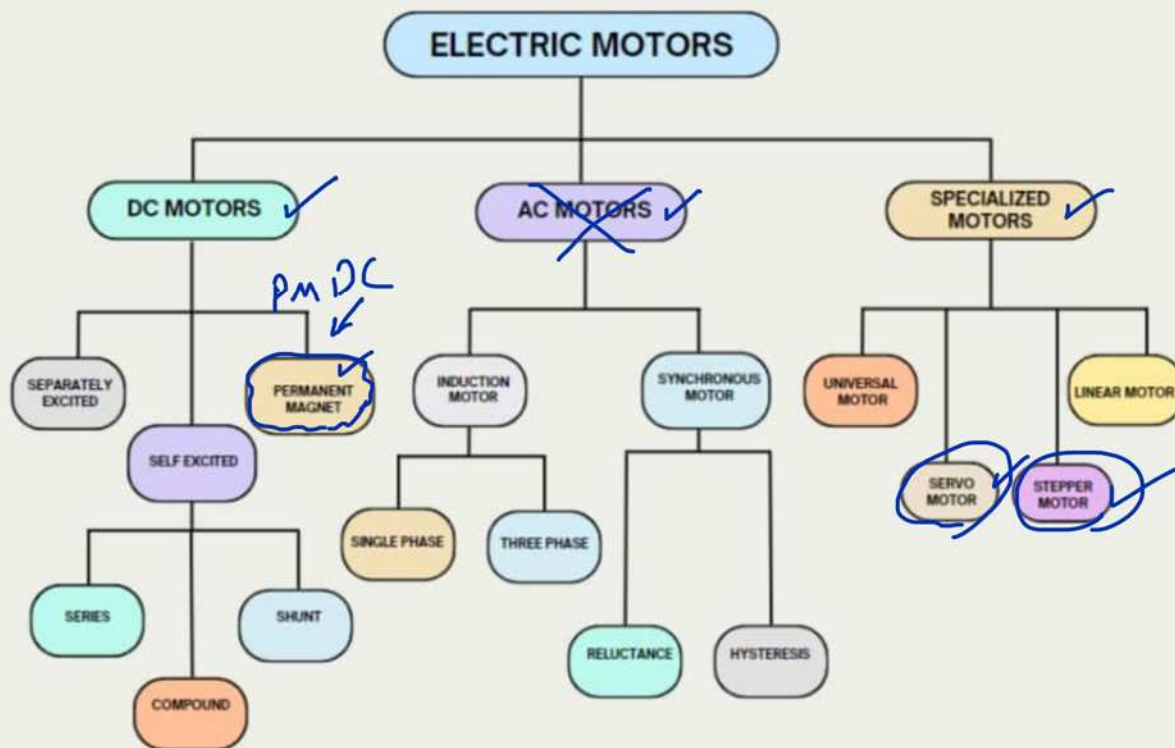 ELECTRIC MOTORS
DC MOTORS
AC MOTORS
SPECIALIZED
MOTORS
PM DC
SEPARATELY
EXCITED
PERMANENT
MAGNET
INDUCTION
MOTOR
SYNCHRONOUS
MOTOR
UNIVERSAL
MOTOR
LINEAR MOTOR
SELF EXCITED
SERVO
MOTOR
STEPPER
MOTOR
SINGLE PHASE
THREE PHASE
SERIES
SHUNT
RELUCTANCE
HYSTERESIS
COMPOUND